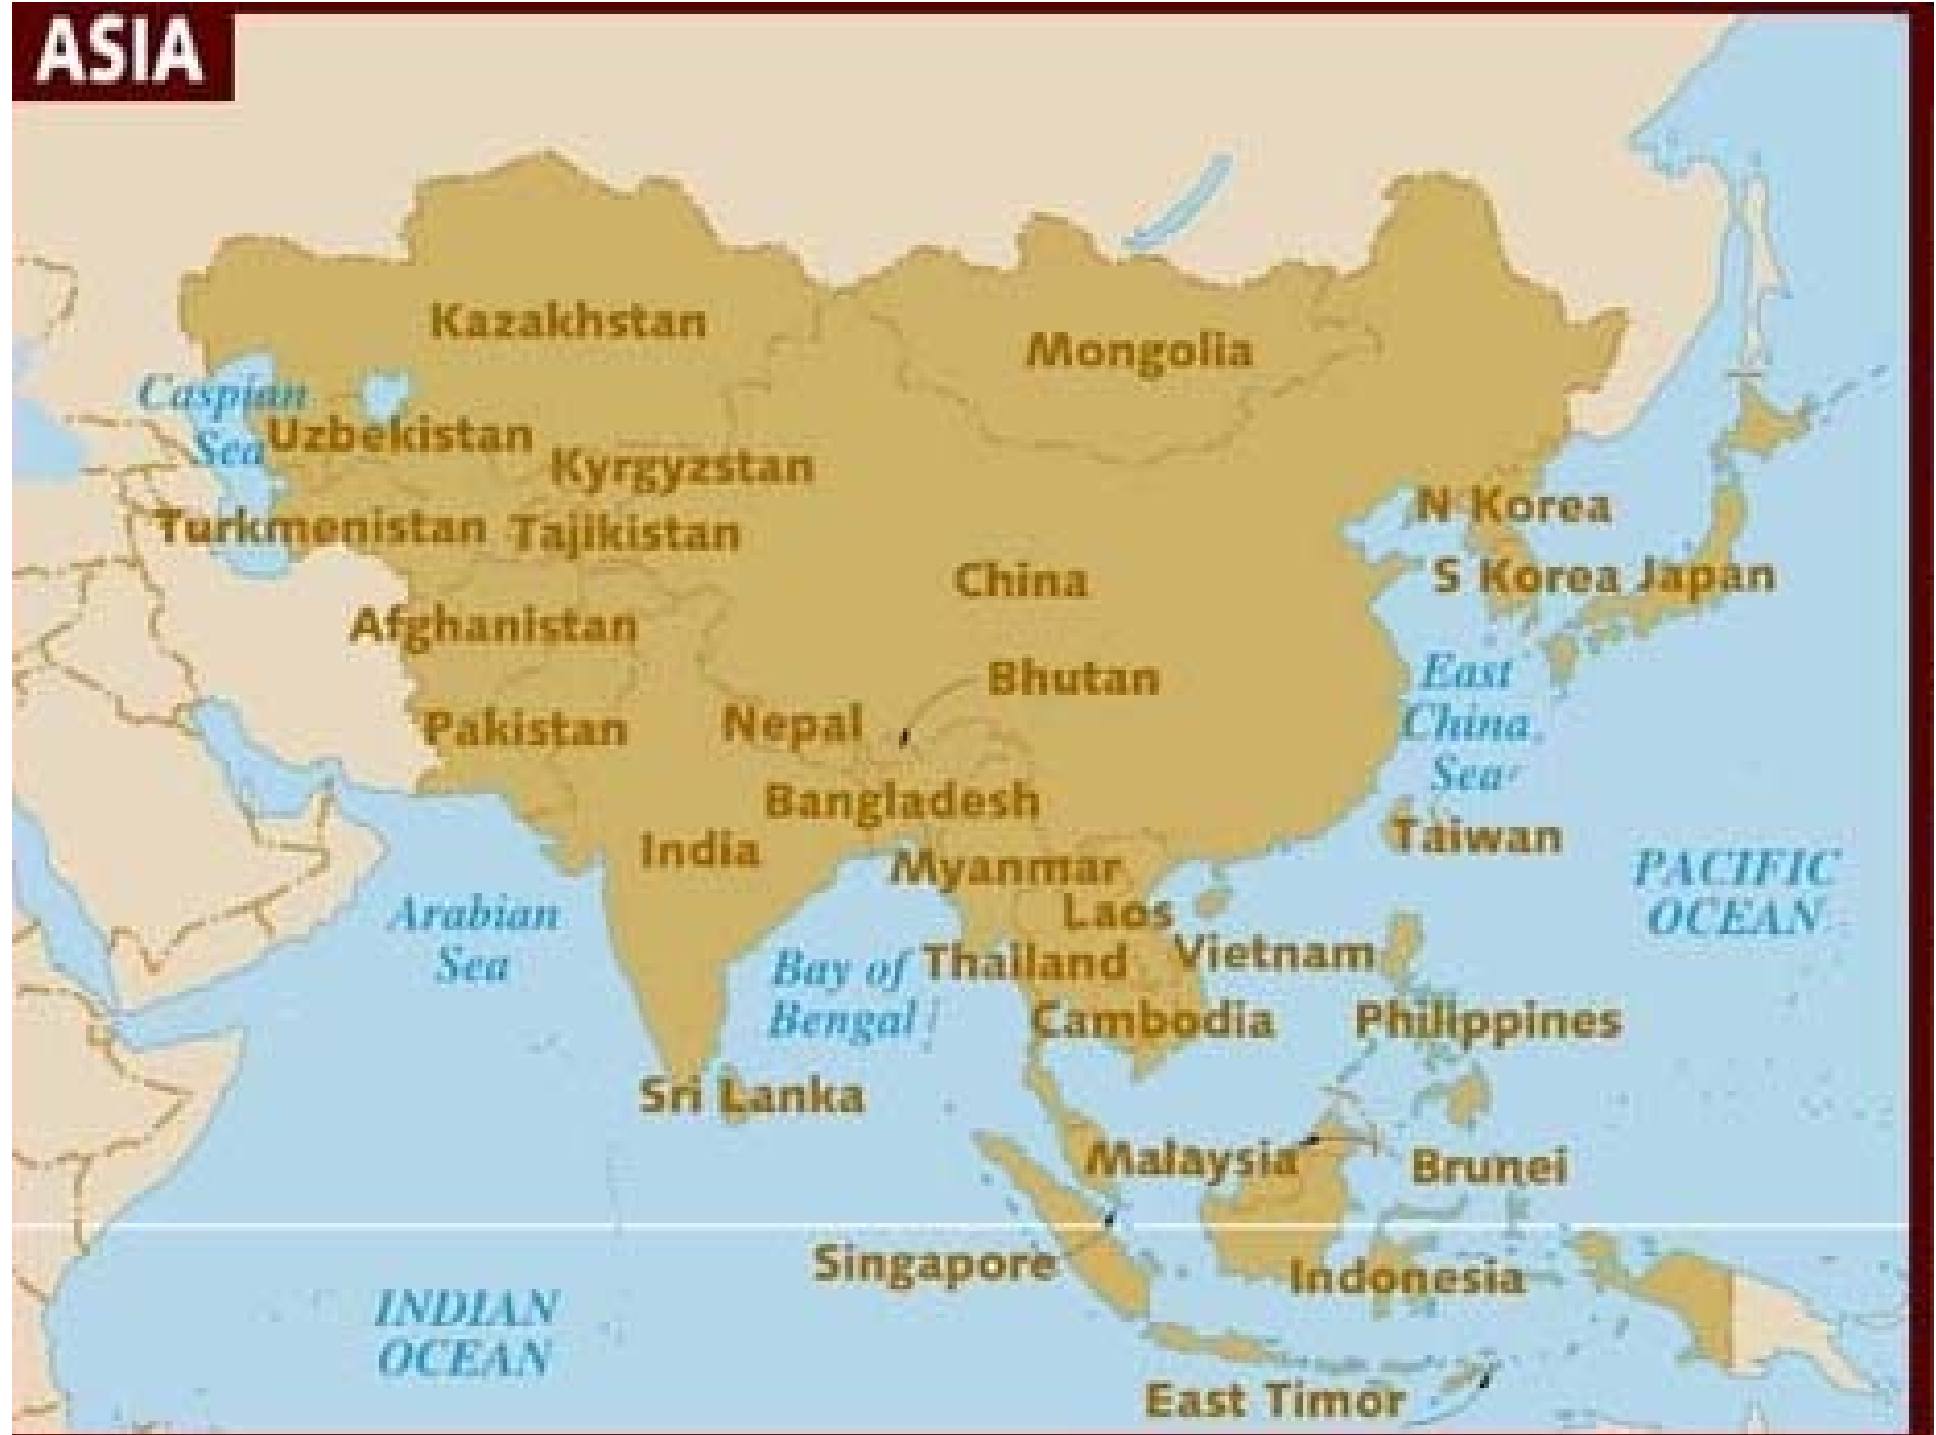 ASIA
Kazakhstan
Mongolia
Caspian
Sea
Uzbekistan
Kyrgyzstan
N Korea
Turkmenistan
Tajikistan
China
S Korea
Japan
Afghanistan
East
China
Sea
Bhutan
Pakistan
Nepal
Bangladesh
India
Taiwan
Myanmar
PACIFIC
OCEAN
Arabian
Sea
Laos
Bay of
Bengal
Thailand
Vietnam
Cambodia
Philippines
Sri Lanka
Malaysia
Brunei
Singapore
Indonesia
INDIAN
OCEAN
East Timor